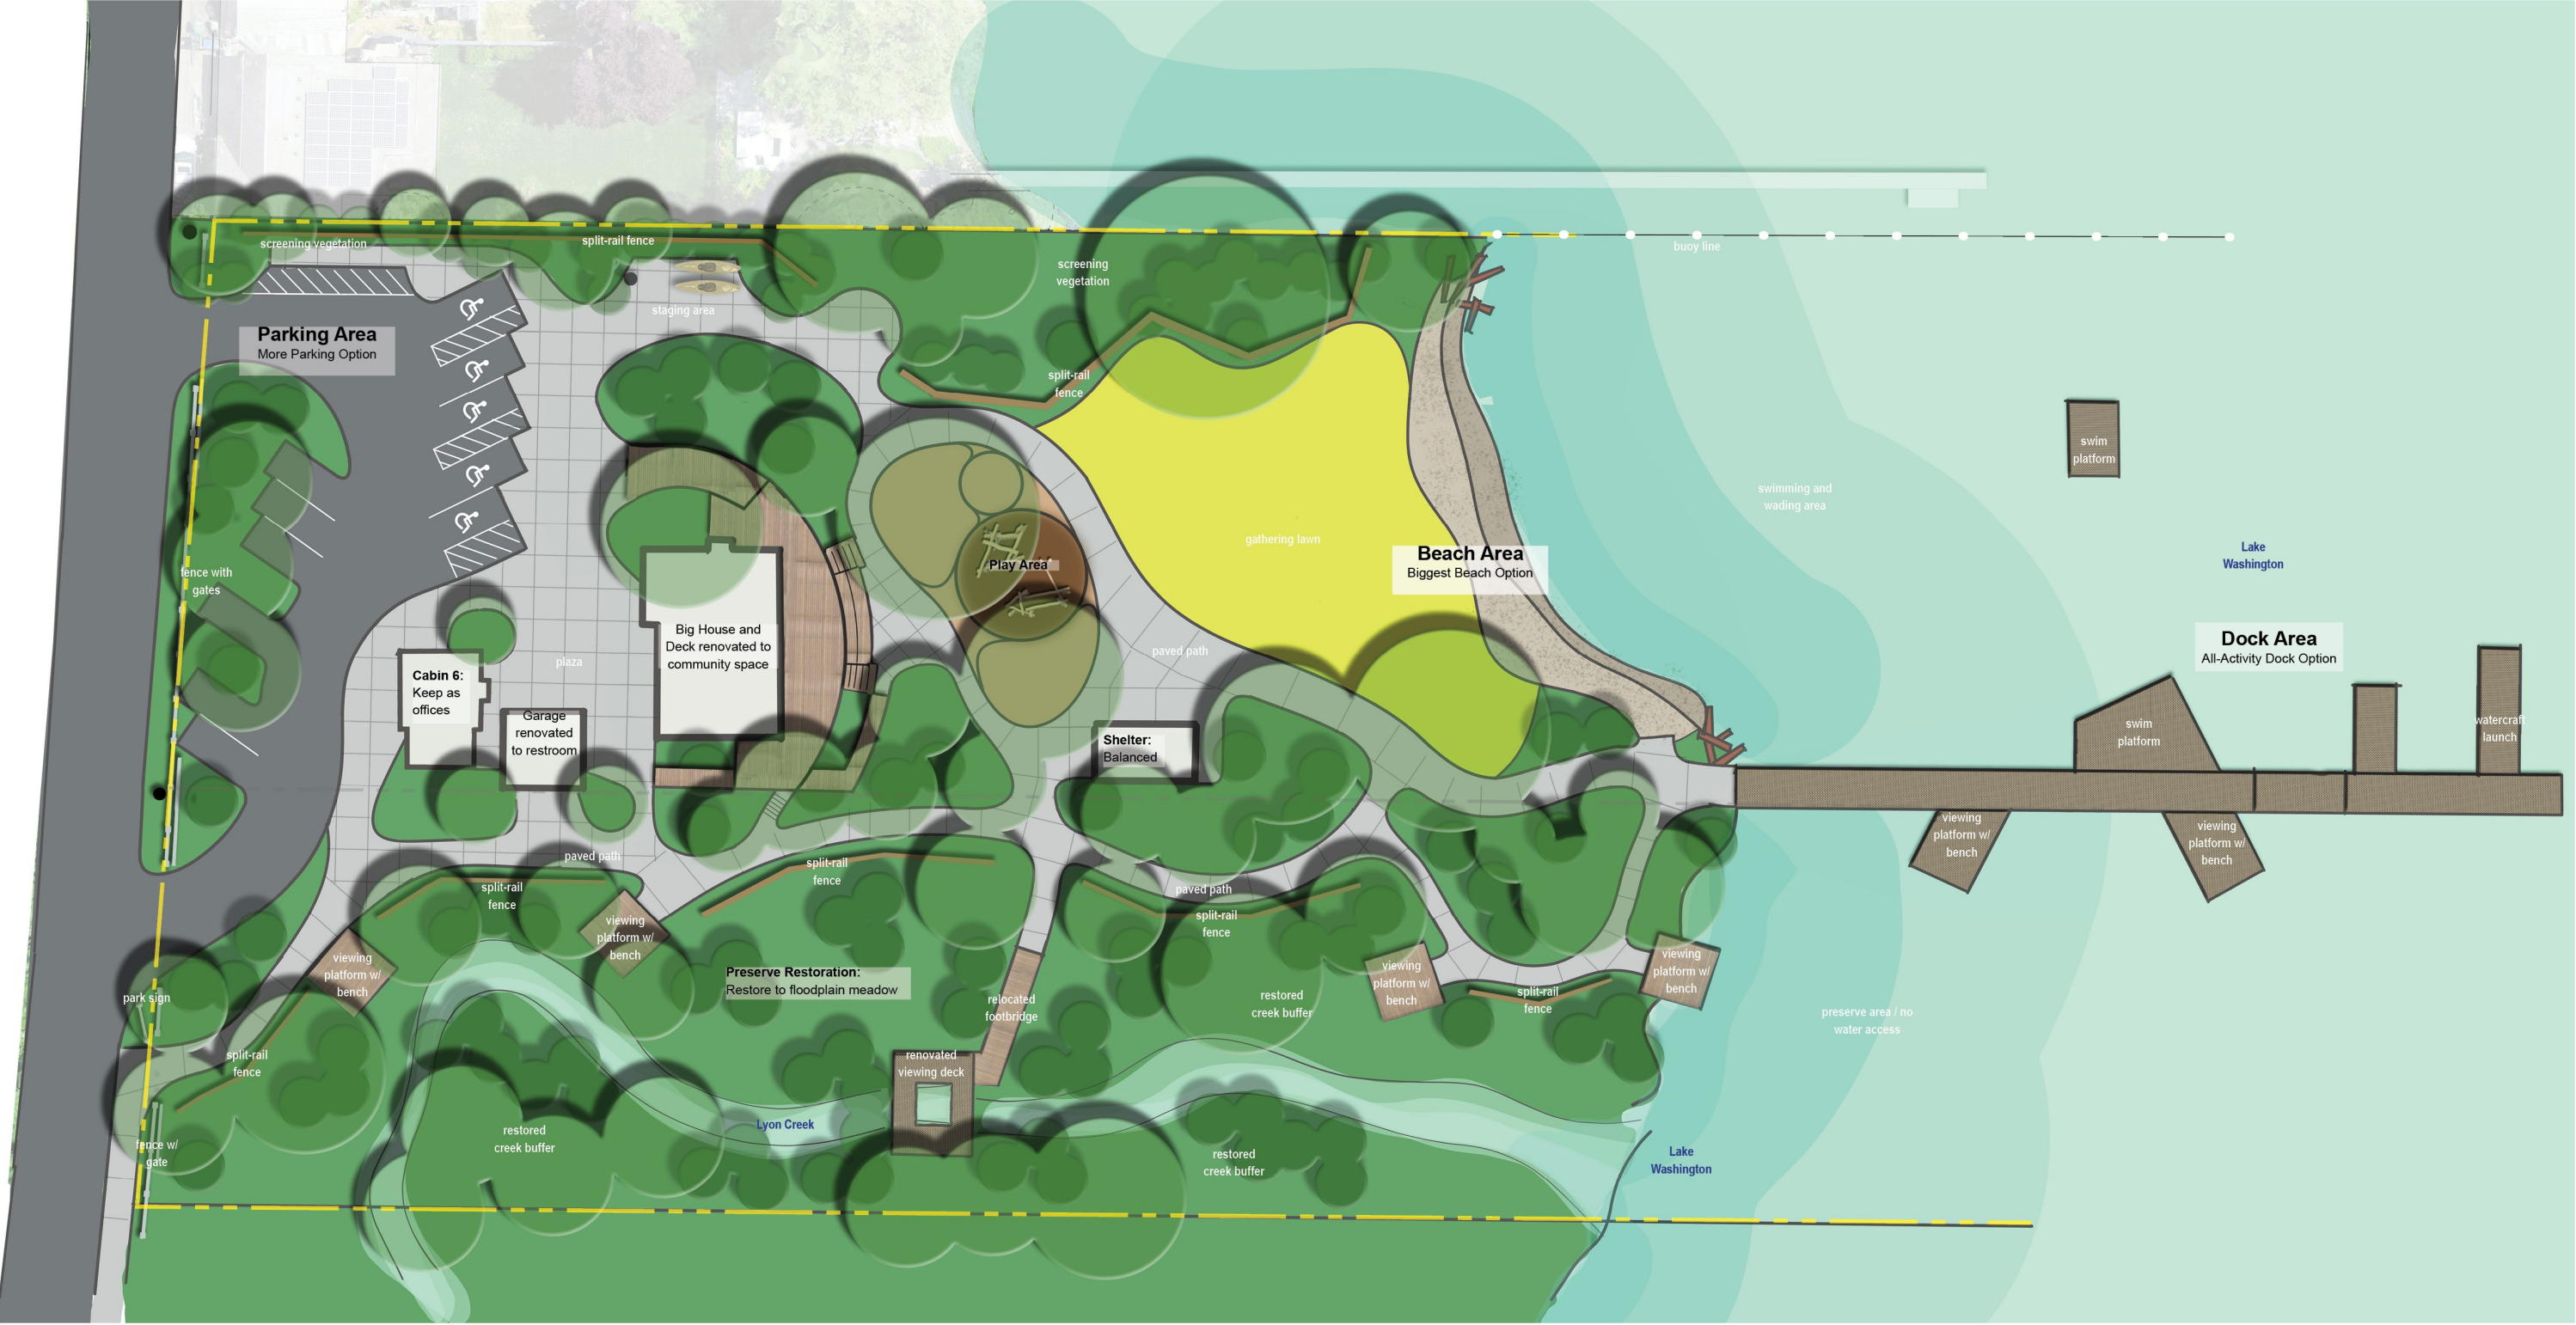 screening vegetation
split-rail fence
buoy line
screening
vegetation
staging area
Parking Area
More Parking Option
split-rail
fence
swim
platform
swimming and
wading area
gathering lawn
Beach Area
Biggest Beach Option
Lake
Washington
Play Area
fence with
gates
Big House and
Deck renovated to
community space
plaza
paved path
Dock Area
All-Activity Dock Option
Cabin 6:
Keep as
offices
Garage
renovated
to restroom
Shelter:
Balanced
swim
platform
watercraft
launch
viewing
platform w/
bench
viewing
platform w/
bench
paved path
split-rail
fence
split-rail
fence
paved path
split-rail
fence
viewing
platform w/
bench
viewing
platform w/
bench
Preserve Restoration:
Restore to floodplain meadow
viewing
platform w/
bench
viewing
platform w/
bench
park sign
relocated
footbridge
restored
creek buffer
split-rail
fence
preserve area / no
water access
split-rail
fence
renovated
viewing deck
Lyon Creek
restored
creek buffer
fence w/
gate
restored
creek buffer
Lake
Washington